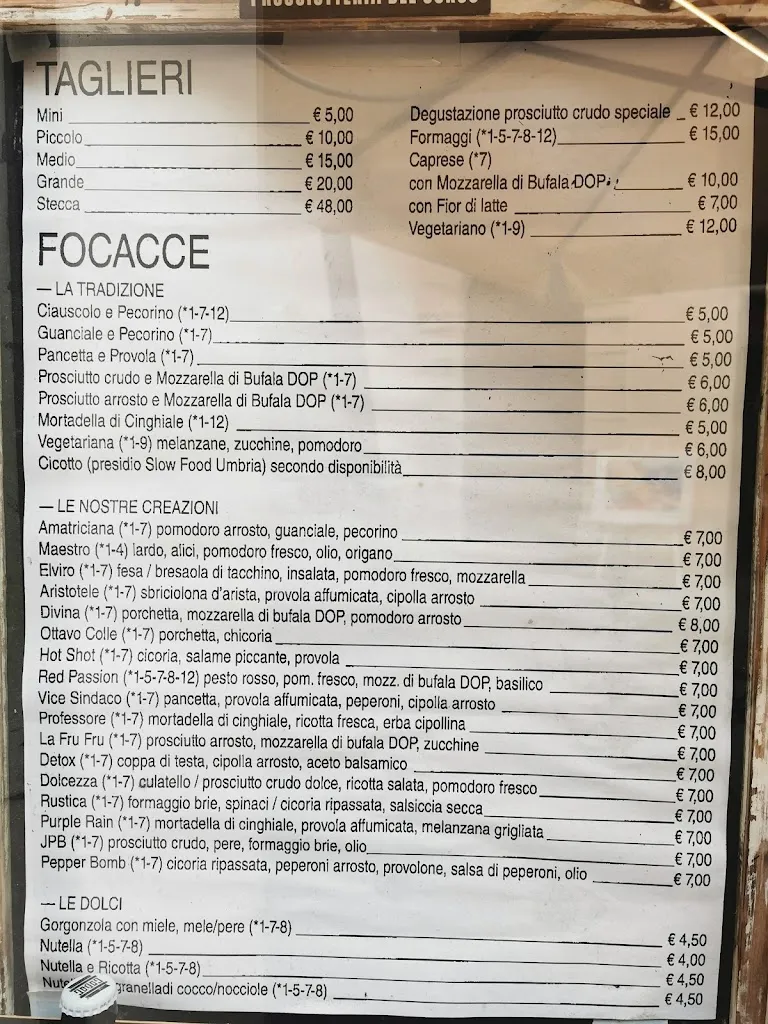 TAGLIERI
Mini € 5,00
Piccolo € 10,00
Medio € 15,00
Grande € 20,00
Stecca € 48,00
Degustazione prosciutto crudo speciale € 12,00
Formaggi (*1-5-7-8-12) € 15,00
Caprese (*7)
con Mozzarella di Bufala DOP € 10,00
con Fior di latte € 7,00
Vegetariano (*1-9) € 12,00
FOCACCE
— LA TRADIZIONE
Ciauscolo e Pecorino (*1-7-12) € 5,00
Guanciale e Pecorino (*1-7) € 5,00
Pancetta e Provola (*1-7) € 5,00
Prosciutto crudo e Mozzarella di Bufala DOP (*1-7) € 6,00
Prosciutto arrosto e Mozzarella di Bufala DOP (*1-7) € 6,00
Mortadella di Cinghiale (*1-12) € 5,00
Vegetariana (*1-9) melanzane, zucchine, pomodoro € 6,00
Cicotto (presidio Slow Food Umbria) secondo disponibilità € 8,00
— LE NOSTRE CREAZIONI
Amatriciana (*1-7) pomodoro arrosto, guanciale, pecorino € 7,00
Maestro (*1-4) lardo, alici, pomodoro fresco, olio, origano € 7,00
Elviro (*1-7) fesa / bresaola di tacchino, insalata, pomodoro fresco, mozzarella € 7,00
Aristotele (*1-7) sbriciolona d'arista, provola affumicata, cipolla arrosto € 7,00
Divina (*1-7) porchetta, mozzarella di bufala DOP, pomodoro arrosto € 8,00
Ottavo Colle (*1-7) porchetta, chicoria € 7,00
Hot Shot (*1-7) cicoria, salame piccante, provola € 7,00
Red Passion (*1-5-7-8-12) pesto rosso, pom. fresco, mozz. di bufala DOP, basilico € 7,00
Vice Sindaco (*1-7) pancetta, provola affumicata, peperoni, cipolla arrosto € 7,00
Professore (*1-7) mortadella di cinghiale, ricotta fresca, erba cipollina € 7,00
La Fru Fru (*1-7) prosciutto arrosto, mozzarella di bufala DOP, zucchine € 7,00
Detox (*1-7) coppa di testa, cipolla arrosto, aceto balsamico € 7,00
Dolcezza (*1-7) culatello / prosciutto crudo dolce, ricotta salata, pomodoro fresco € 7,00
Rustica (*1-7) formaggio brie, spinaci / cicoria ripassata, salsiccia secca € 7,00
Purple Rain (*1-7) mortadella di cinghiale, provola affumicata, melanzana grigliata € 7,00
JPB (*1-7) prosciutto crudo, pere, formaggio brie, olio € 7,00
Pepper Bomb (*1-7) cicoria ripassata, peperoni arrosto, provolone, salsa di peperoni, olio € 7,00
— LE DOLCI
Gorgonzola con miele, mele/pere (*1-7-8) € 4,50
Nutella (*1-5-7-8) € 4,00
Nutella e Ricotta (*1-5-7-8) € 4,50
granelladi cocco/nocciole (*1-5-7-8) € 4,50